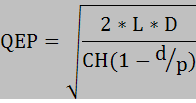 QEP = √(2 * L * D / CH(1 − d/p))